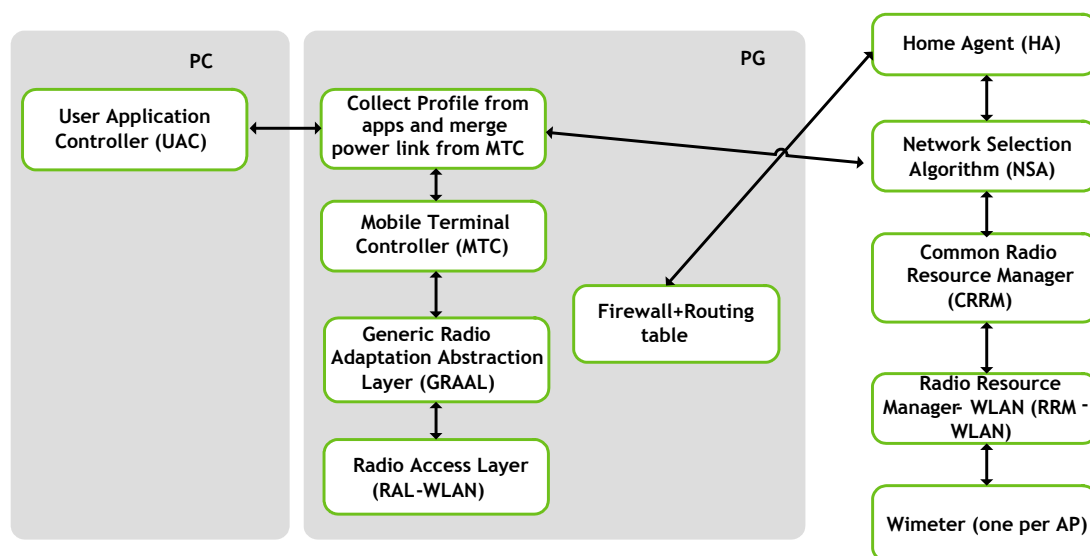 PC
User Application
Controller (UAC)
PG
Collect Profile from
apps and merge
power link from MTC
Mobile Terminal
Controller (MTC)
Generic Radio
Adaptation Abstraction
Layer (GRAAL)
Radio Access Layer
(RAL-WLAN)
Firewall+Routing
table
Home Agent (HA)
Network Selection
Algorithm (NSA)
Common Radio
Resource Manager
(CRRM)
Radio Resource
Manager- WLAN (RRM -
WLAN)
Wimeter (one per AP)